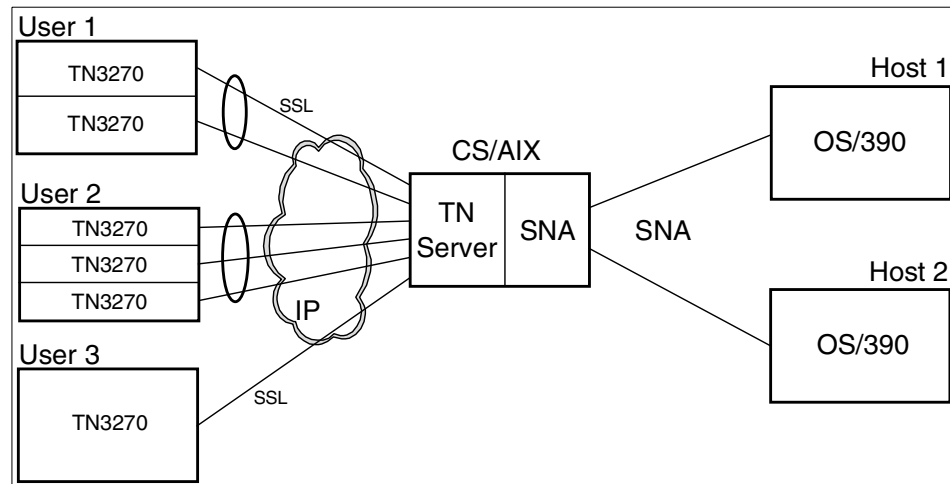 User 1
TN3270
TN3270
SSL
User 2
TN3270
TN3270
TN3270
IP
User 3
TN3270
SSL
CS/AIX
TN
Server
SNA
SNA
Host 1
OS/390
Host 2
OS/390